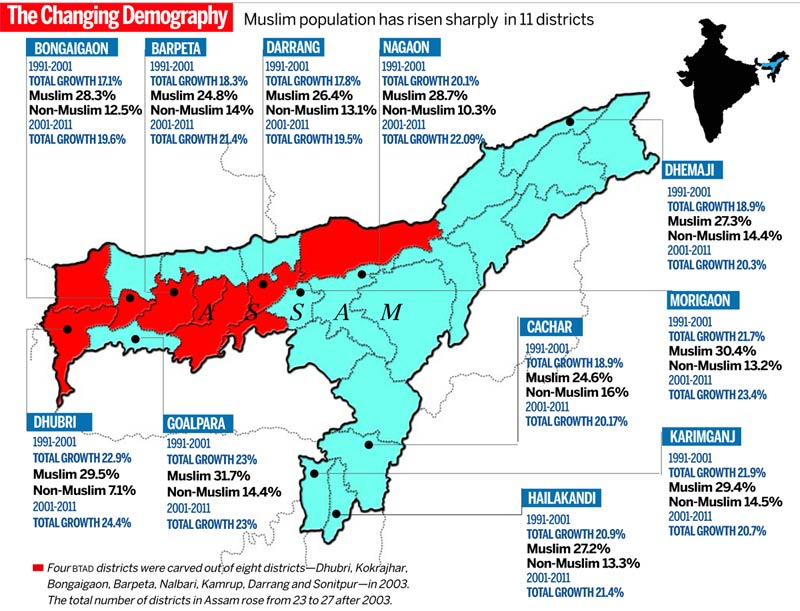 The Changing Demography Muslim population has risen sharply in 11 districts
BONGAIGAON
1991-2001
TOTAL GROWTH 17.1%
Muslim 28.3%
Non-Muslim 12.5%
2001-2011
TOTAL GROWTH 19.6%
BARPETA
1991-2001
TOTAL GROWTH 18.3%
Muslim 24.8%
Non-Muslim 14%
2001-2011
TOTAL GROWTH 21.4%
DARRANG
1991-2001
TOTAL GROWTH 17.8%
Muslim 26.4%
Non-Muslim 13.1%
2001-2011
TOTAL GROWTH 19.5%
NAGAON
1991-2001
TOTAL GROWTH 20.1%
Muslim 28.7%
Non-Muslim 10.3%
2001-2011
TOTAL GROWTH 22.09%
DHEMAJI
1991-2001
TOTAL GROWTH 18.9%
Muslim 27.3%
Non-Muslim 14.4%
2001-2011
TOTAL GROWTH 20.3%
ASSAM
MORIGAON
1991-2001
TOTAL GROWTH 21.7%
Muslim 30.4%
Non-Muslim 13.2%
2001-2011
TOTAL GROWTH 23.4%
CACHAR
1991-2001
TOTAL GROWTH 18.9%
Muslim 24.6%
Non-Muslim 16%
2001-2011
TOTAL GROWTH 20.17%
DHUBRI
1991-2001
TOTAL GROWTH 22.9%
Muslim 29.5%
Non-Muslim 7.1%
2001-2011
TOTAL GROWTH 24.4%
GOALPARA
1991-2001
TOTAL GROWTH 23%
Muslim 31.7%
Non-Muslim 14.4%
2001-2011
TOTAL GROWTH 23%
KARIMGANJ
1991-2001
TOTAL GROWTH 21.9%
Muslim 29.4%
Non-Muslim 14.5%
2001-2011
TOTAL GROWTH 20.7%
HAILAKANDI
1991-2001
TOTAL GROWTH 20.9%
Muslim 27.2%
Non-Muslim 13.3%
2001-2011
TOTAL GROWTH 21.4%
Four BTAD districts were carved out of eight districts—Dhubri, Kokrajhar,
Bongaigaon, Barpeta, Nalbari, Kamrup, Darrang and Sonitpur—in 2003.
The total number of districts in Assam rose from 23 to 27 after 2003.